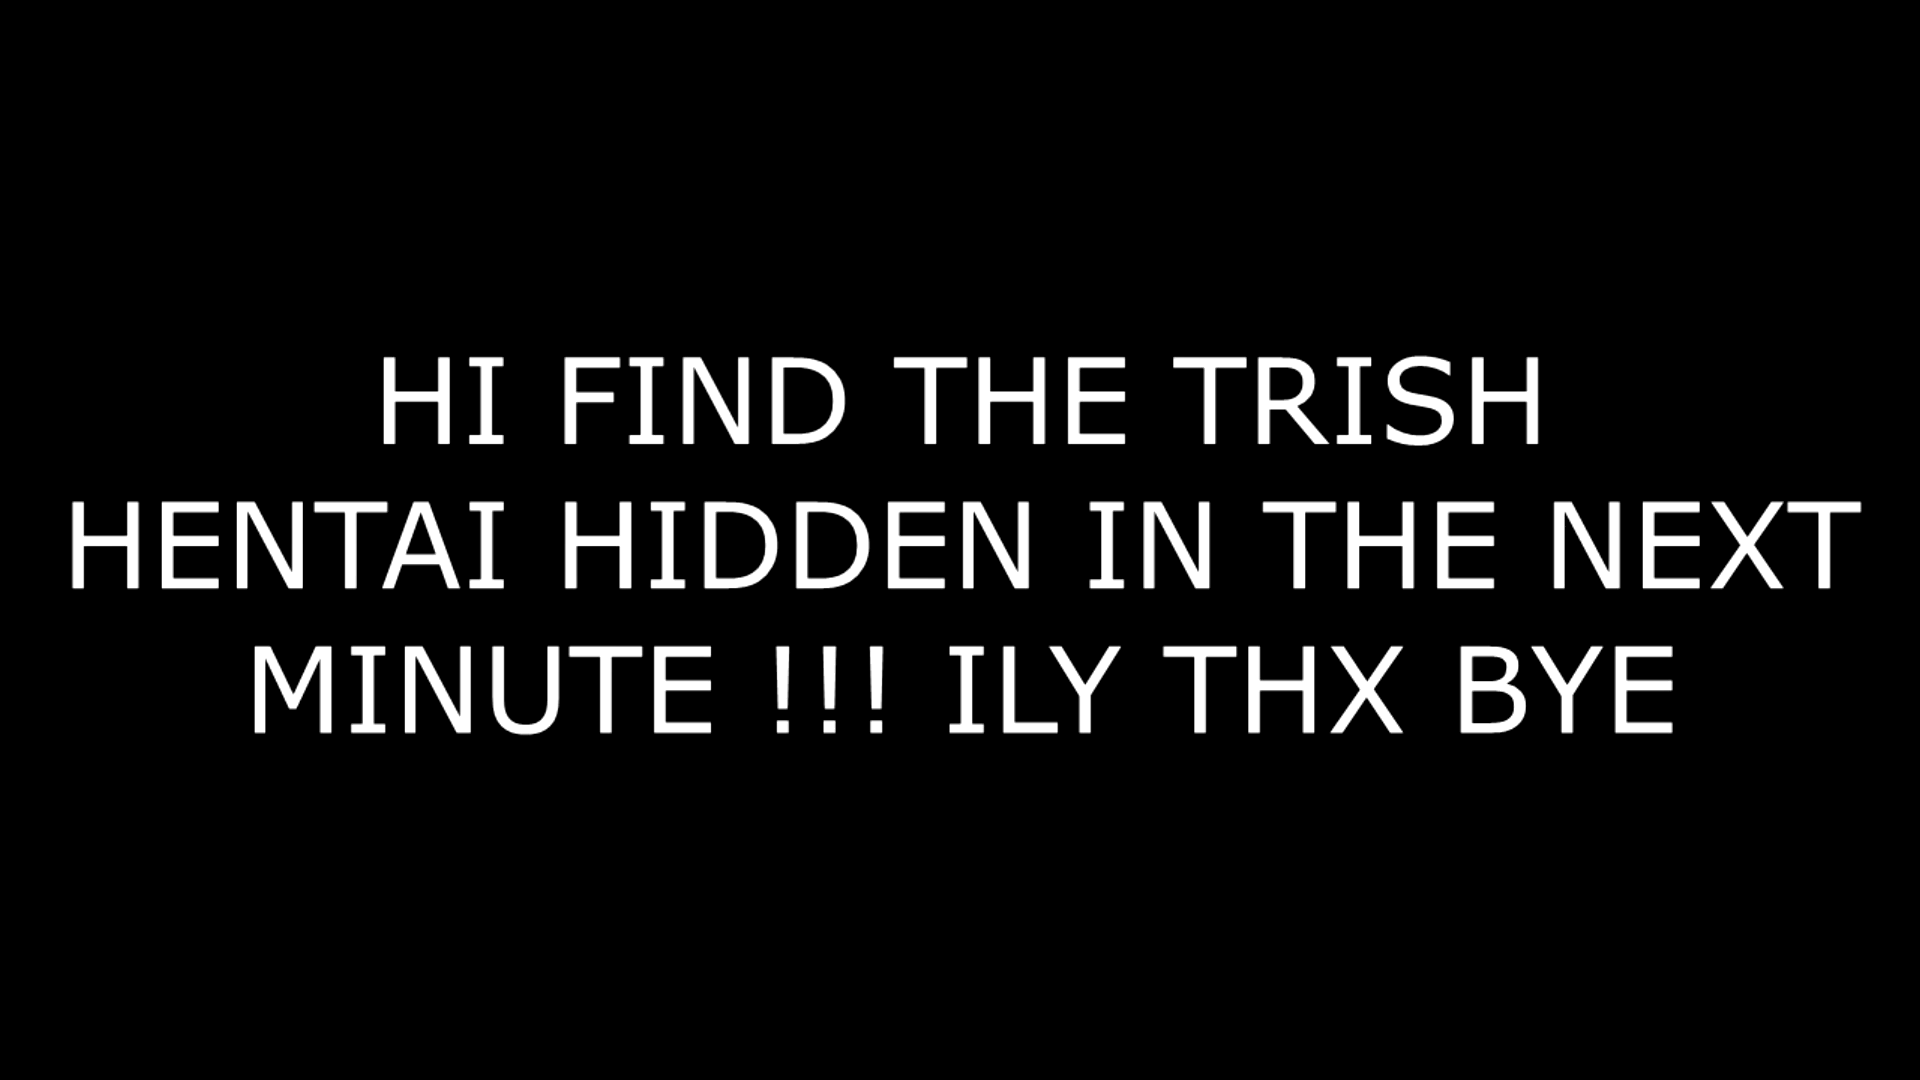 HI FIND THE TRISH
HENTAI HIDDEN IN THE NEXT
MINUTE !!! ILY THX BYE